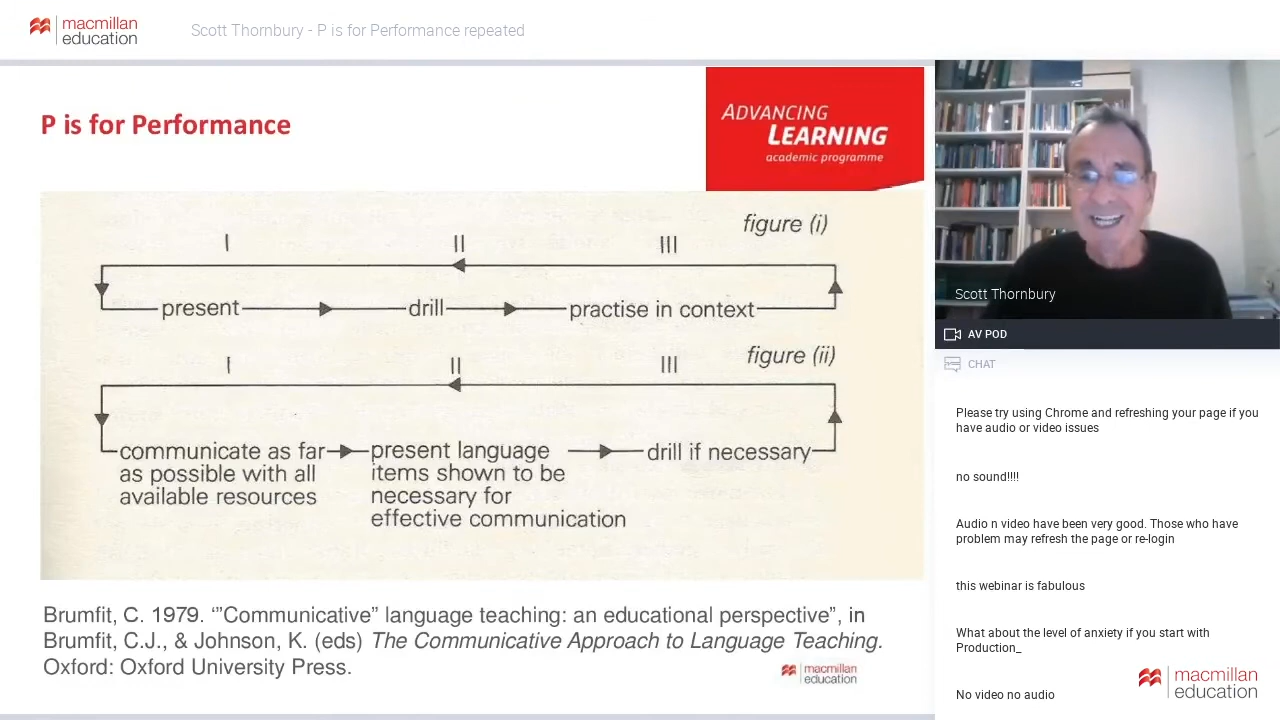 macmillan
education
Scott Thornbury - P is for Performance repeated
P is for Performance
ADVANCING
LEARNING
academic programme
figure (i)
I II III
present drill practise in context
figure (ii)
I II III
communicate as far present language drill if necessary
as possible with all items shown to be
available resources necessary for
effective communication
Brumfit, C. 1979. ‘”Communicative” language teaching: an educational perspective”, in
Brumfit, C.J., & Johnson, K. (eds) The Communicative Approach to Language Teaching.
Oxford: Oxford University Press.
macmillan
education
Scott Thornbury
AV POD
CHAT
Please try using Chrome and refreshing your page if you
have audio or video issues
no sound!!!!
Audio n video have been very good. Those who have
problem may refresh the page or re-login
this webinar is fabulous
What about the level of anxiety if you start with
Production_
No video no audio
macmillan
education